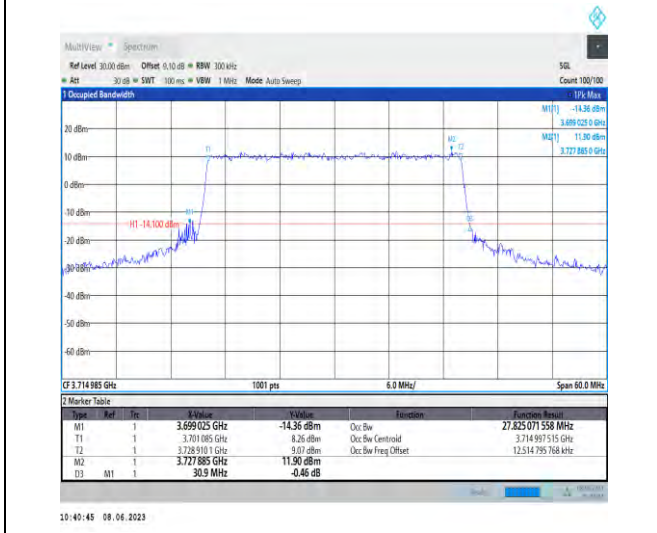 MultiView Spectrum
Ref Level 30.00 dBm Offset 9.10 dB RBW 300 kHz SGL
Att 30 dB SWT 100 ms VBW 1 MHz Mode Auto Sweep Count 100/100
1 Occupied Bandwidth 1Pk Max
M1[1] -14.36 dBm
3.699 025 0 GHz
M2[1] 11.90 dBm
3.727 885 0 GHz
20 dBm
M2
T1 T2
10 dBm
0 dBm
-10 dBm
M1 D3
H1 -14.100 dBm
-20 dBm
-30 dBm
-40 dBm
-50 dBm
-60 dBm
CF 3.714 985 GHz 1001 pts 6.0 MHz/ Span 60.0 MHz
2 Marker Table
Type Ref Trc X-Value Y-Value Function Function Result
M1 1 3.699 025 GHz -14.36 dBm Occ Bw 27.825 071 558 MHz
T1 1 3.701 085 GHz 8.26 dBm Occ Bw Centroid 3.714 997 515 GHz
T2 1 3.728 910 1 GHz 9.07 dBm Occ Bw Freq Offset 12.514 795 768 kHz
M2 1 3.727 885 GHz 11.90 dBm
D3 M1 1 30.9 MHz -0.46 dB
10:40:45 08.06.2023